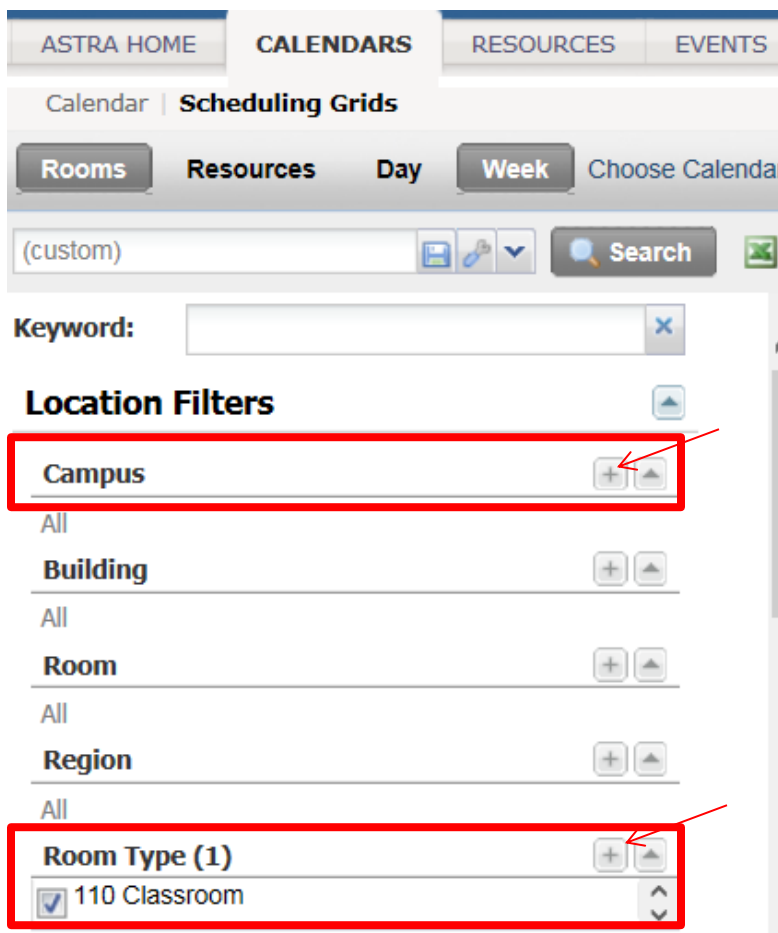 ASTRA HOME CALENDARS RESOURCES EVENTS
Calendar | Scheduling Grids
Rooms Resources Day Week Choose Calenda
(custom) Search
Keyword:
Location Filters
Campus
All
Building
All
Room
All
Region
All
Room Type (1)
110 Classroom